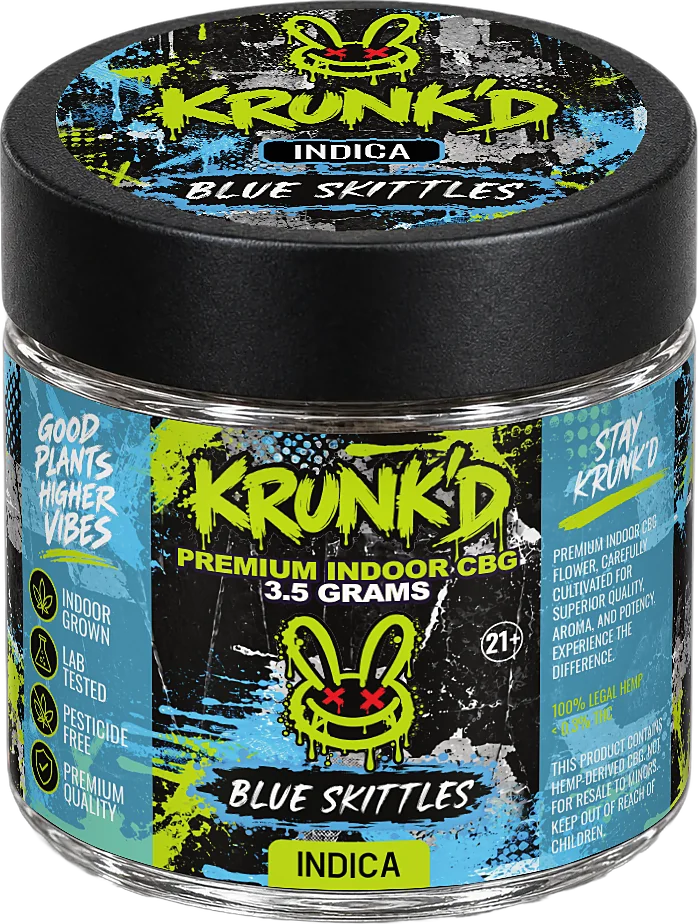 KRUNK'D
INDICA
BLUE SKITTLES
GOOD
PLANTS
HIGHER
VIBES
INDOOR
GROWN
LAB
TESTED
PESTICIDE
FREE
PREMIUM
QUALITY
KRUNK'D
PREMIUM INDOOR CBG
3.5 GRAMS
21+
BLUE SKITTLES
INDICA
STAY
KRUNK'D
PREMIUM INDOOR CBG
FLOWER, CAREFULLY
CULTIVATED FOR
SUPERIOR QUALITY,
AROMA, AND POTENCY.
EXPERIENCE THE
DIFFERENCE.
100% LEGAL HEMP
THC
THIS PRODUCT CONTAINS
HEMP-DERIVED CBG. NOT
FOR RESALE TO MINORS.
KEEP OUT OF REACH OF
CHILDREN.